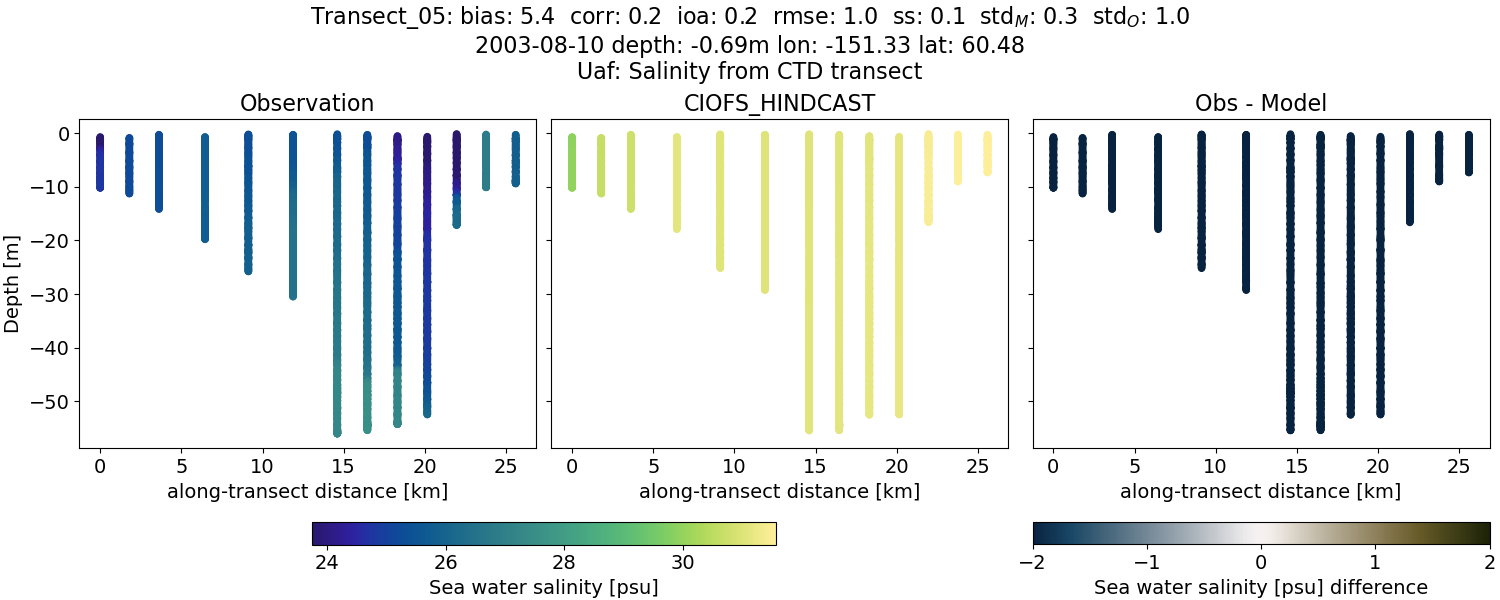 Transect_05: bias: 5.4  corr: 0.2  ioa: 0.2  rmse: 1.0  ss: 0.1  std_M: 0.3  std_O: 1.0
2003-08-10 depth: -0.69m lon: -151.33 lat: 60.48
Uaf: Salinity from CTD transect
Observation
CIOFS_HINDCAST
Obs - Model
Depth [m]
0
−10
−20
−30
−40
−50
0 5 10 15 20 25
0 5 10 15 20 25
0 5 10 15 20 25
along-transect distance [km]
along-transect distance [km]
along-transect distance [km]
24 26 28 30
Sea water salinity [psu]
−2 −1 0 1 2
Sea water salinity [psu] difference